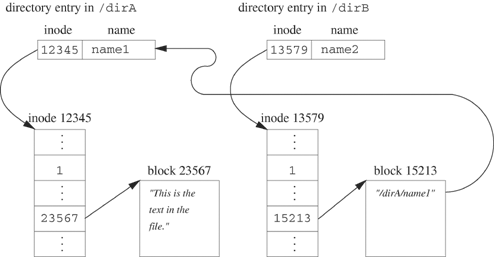 directory entry in /dirA
directory entry in /dirB
inode name
inode name
12345 name1
13579 name2
inode 12345
inode 13579
1
block 23567
1
block 15213
"This is the
text in the
file."
"/dirA/name1"
23567
15213